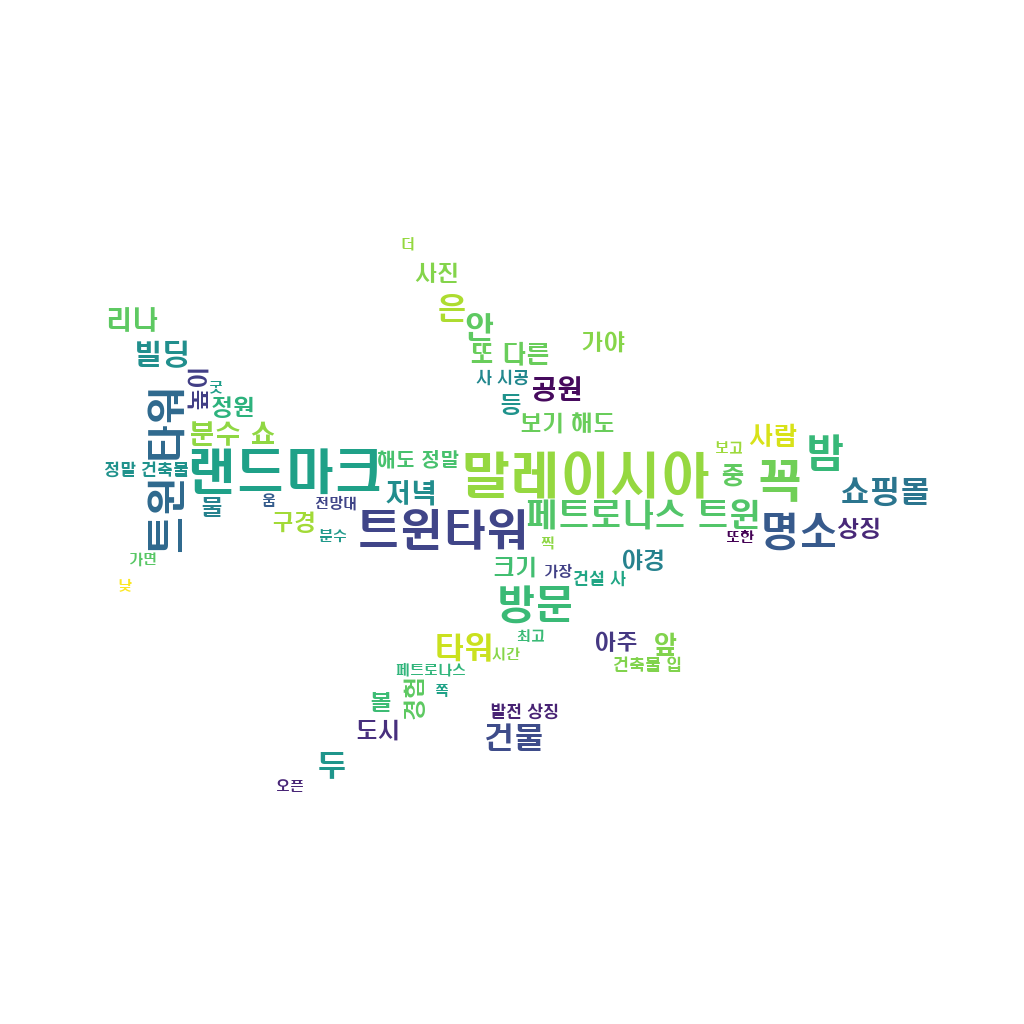 더
사진
리나
은
안
가야
빌딩
또 다른
높이
굿
사 시공
공원
트윈 타워
정원
등
분수 쇼
보기 해도
사람
밤
랜드마크
해도 정말
말레이시아
보고
중
꼭
정말 건축물
물
움
전망대
저녁
쇼핑몰
구경
분수
트윈타워
페트로나스 트윈
찍
또한
명소
상징
가면
낮
크기
가장
건설 사
야경
방문
최고
아주
앞
타워
시간
건축물 입
페트로나스
볼
경험
쪽
도시
발전 상징
건물
두
오픈